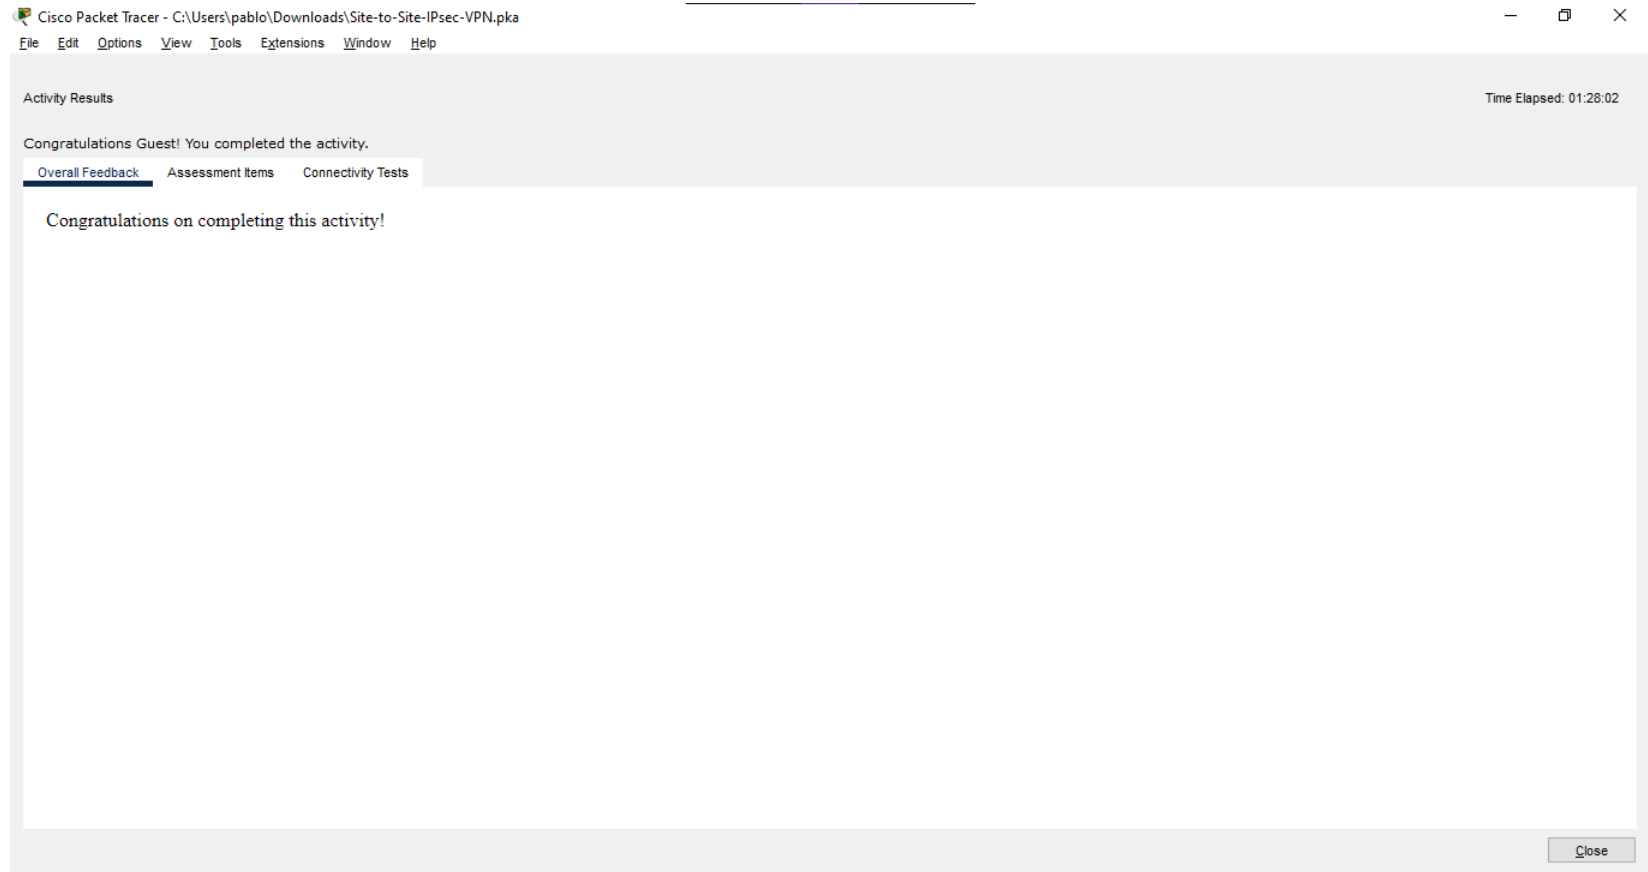 Cisco Packet Tracer - C:\Users\pablo\Downloads\Site-to-Site-IPsec-VPN.pka
File Edit Options View Tools Extensions Window Help
Activity Results
Time Elapsed: 01:28:02
Congratulations Guest! You completed the activity.
Overall Feedback Assessment Items Connectivity Tests
Congratulations on completing this activity!
Close